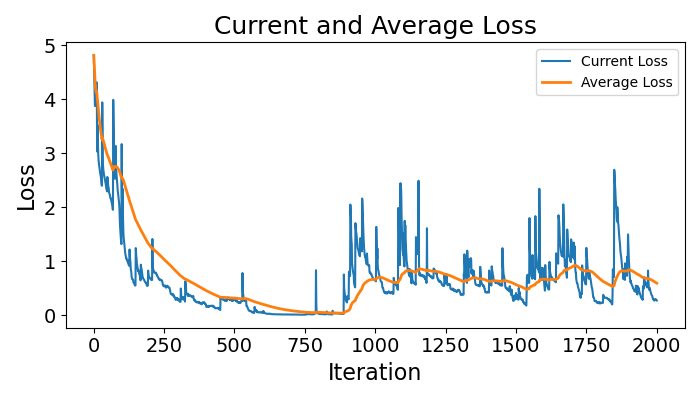 Current and Average Loss
Current Loss
Average Loss
Loss
5
4
3
2
1
0
0 250 500 750 1000 1250 1500 1750 2000
Iteration